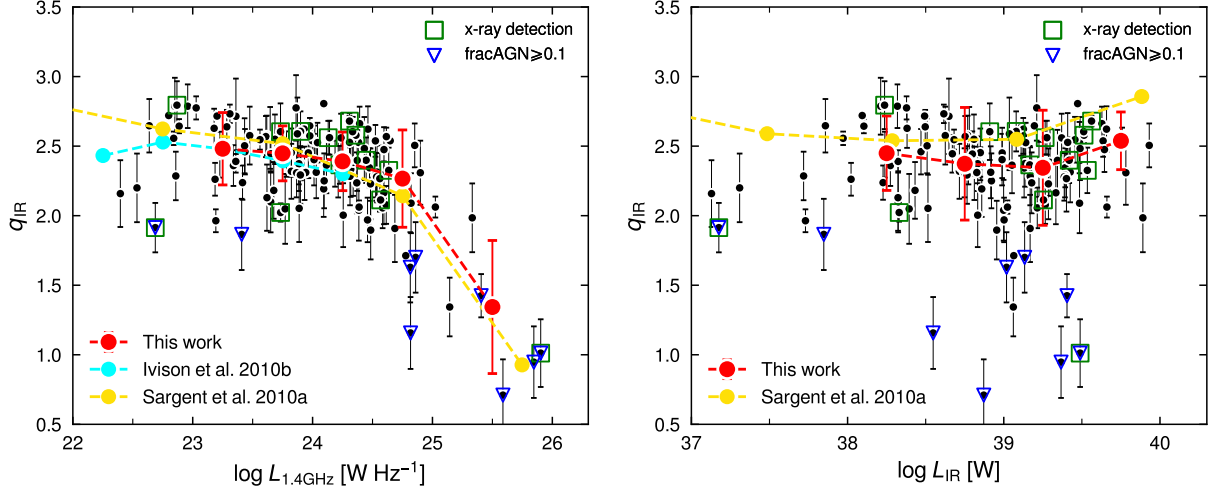 3.5
3.0
2.5
2.0
1.5
1.0
0.5
q_IR
22
23
24
25
26
log L_1.4GHz [W Hz⁻¹]
x-ray detection
fracAGN⩾0.1
This work
Ivison et al. 2010b
Sargent et al. 2010a
3.5
3.0
2.5
2.0
1.5
1.0
0.5
q_IR
37
38
39
40
log L_IR [W]
x-ray detection
fracAGN⩾0.1
This work
Sargent et al. 2010a